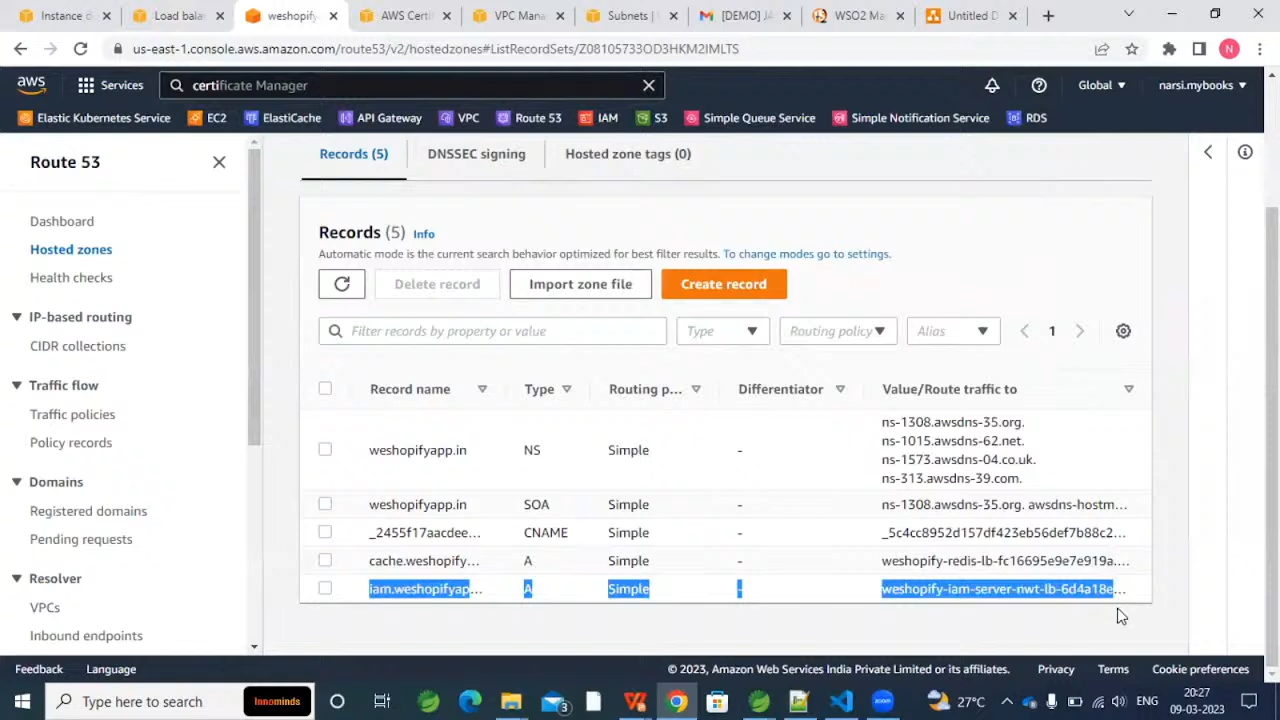 Instance d
Load bala
weshopify
AWS Certi
VPC Mana
Subnets |
[DEMO] J
WSO2 Ma
Untitled D
us-east-1.console.aws.amazon.com/route53/v2/hostedzones#ListRecordSets/Z08105733OD3HKM2IMLTS
N
aws
Services
certificate Manager
Global
narsi.mybooks
Elastic Kubernetes Service
EC2
ElastiCache
API Gateway
VPC
Route 53
IAM
S3
Simple Queue Service
Simple Notification Service
RDS
Route 53
Dashboard
Hosted zones
Health checks
IP-based routing
CIDR collections
Traffic flow
Traffic policies
Policy records
Domains
Registered domains
Pending requests
Resolver
VPCs
Inbound endpoints
Records (5)
DNSSEC signing
Hosted zone tags (0)
Records (5) Info
Automatic mode is the current search behavior optimized for best filter results. To change modes go to settings.
Delete record
Import zone file
Create record
Filter records by property or value
Type
Routing policy
Alias
1
Record name
Type
Routing p...
Differentiator
Value/Route traffic to
weshopifyapp.in NS Simple -
ns-1308.awsdns-35.org.
ns-1015.awsdns-62.net.
ns-1573.awsdns-04.co.uk.
ns-313.awsdns-39.com.
weshopifyapp.in SOA Simple - ns-1308.awsdns-35.org. awsdns-hostm...
_2455f17aacdee... CNAME Simple - _5c4cc8952d157df423eb56def7b88c2...
cache.weshopify... A Simple - weshopify-redis-lb-fc16695e9e7e919a....
iam.weshopifyap... A Simple - weshopify-iam-server-nwt-lb-6d4a18e...
Feedback
Language
© 2023, Amazon Web Services India Private Limited or its affiliates.
Privacy
Terms
Cookie preferences
Type here to search
Innominds
3
zoom
27°C
ENG
20:27
09-03-2023